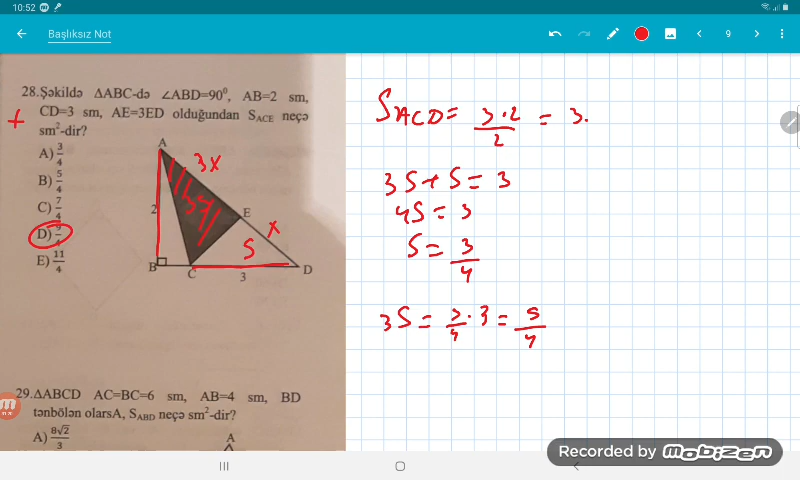 10:52
Başlıksız Not
9
28.Şəkildə ΔABC-də ∠ABD=90⁰, AB=2 sm,
CD=3 sm, AE=3ED olduğundan S_ACE neçə
sm²-dir?
+
A) 3/4
B) 5/4
C) 7/4
D) 9/4
E) 11/4
A
3x
2
3S
E
x
S
B
C
3
D
29.ΔABCD AC=BC=6 sm, AB=4 sm, BD
tənbölən olarsA, S_ABD neçə sm²-dir?
A) 8√2/3
A
S_ACD = 3·2/2 = 3.
3S+S=3
4S=3
S=3/4
3S=3/4·3=9/4
Recorded by mobizen